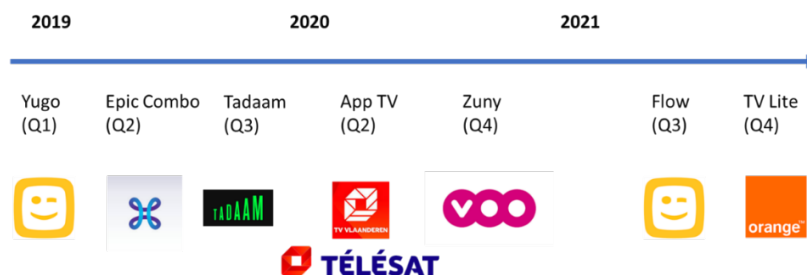 2019 2020 2021
Yugo Epic Combo Tadaam App TV Zuny Flow TV Lite
(Q1) (Q2) (Q3) (Q2) (Q4) (Q3) (Q4)
TADAAM
TV VLAANDEREN
VOO
orange™
TÉLÉSAT